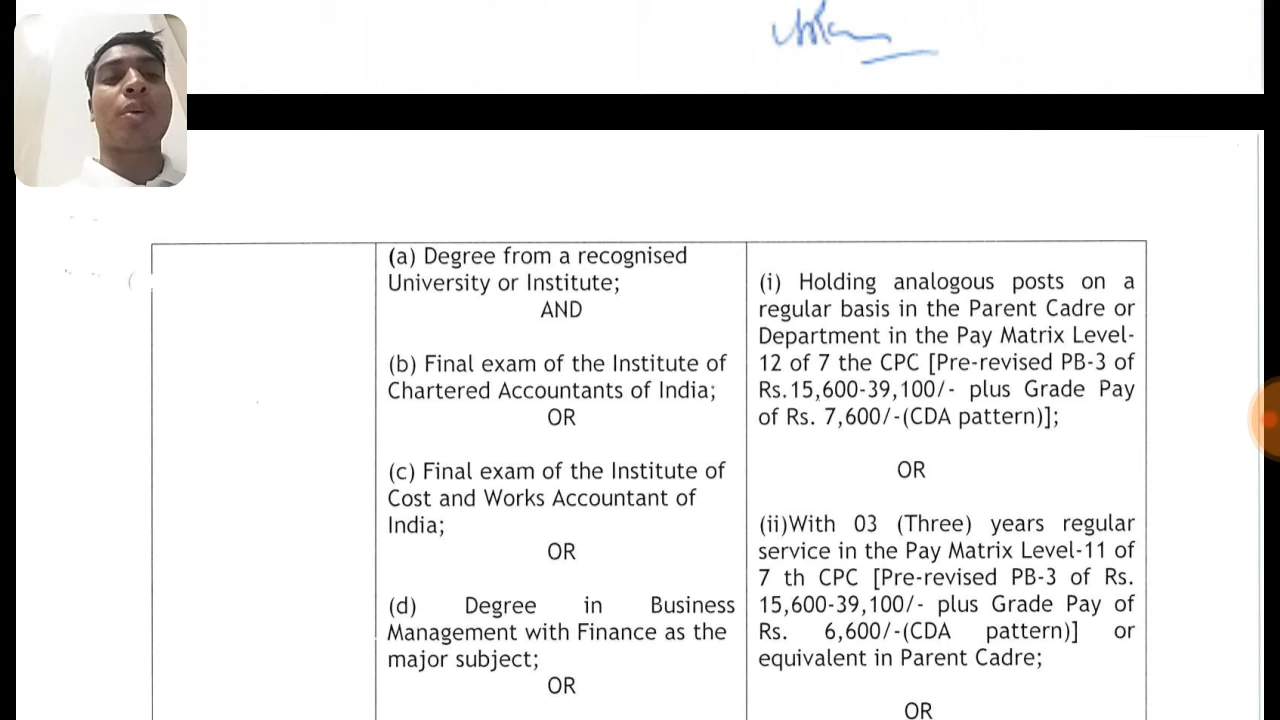 (a) Degree from a recognised
University or Institute;
AND
(b) Final exam of the Institute of
Chartered Accountants of India;
OR
(c) Final exam of the Institute of
Cost and Works Accountant of
India;
OR
(d) Degree in Business
Management with Finance as the
major subject;
OR
(i) Holding analogous posts on a
regular basis in the Parent Cadre or
Department in the Pay Matrix Level-
12 of 7 the CPC [Pre-revised PB-3 of
Rs.15,600-39,100/- plus Grade Pay
of Rs. 7,600/-(CDA pattern)];
OR
(ii)With 03 (Three) years regular
service in the Pay Matrix Level-11 of
7 th CPC [Pre-revised PB-3 of Rs.
15,600-39,100/- plus Grade Pay of
Rs. 6,600/-(CDA pattern)] or
equivalent in Parent Cadre;
OR